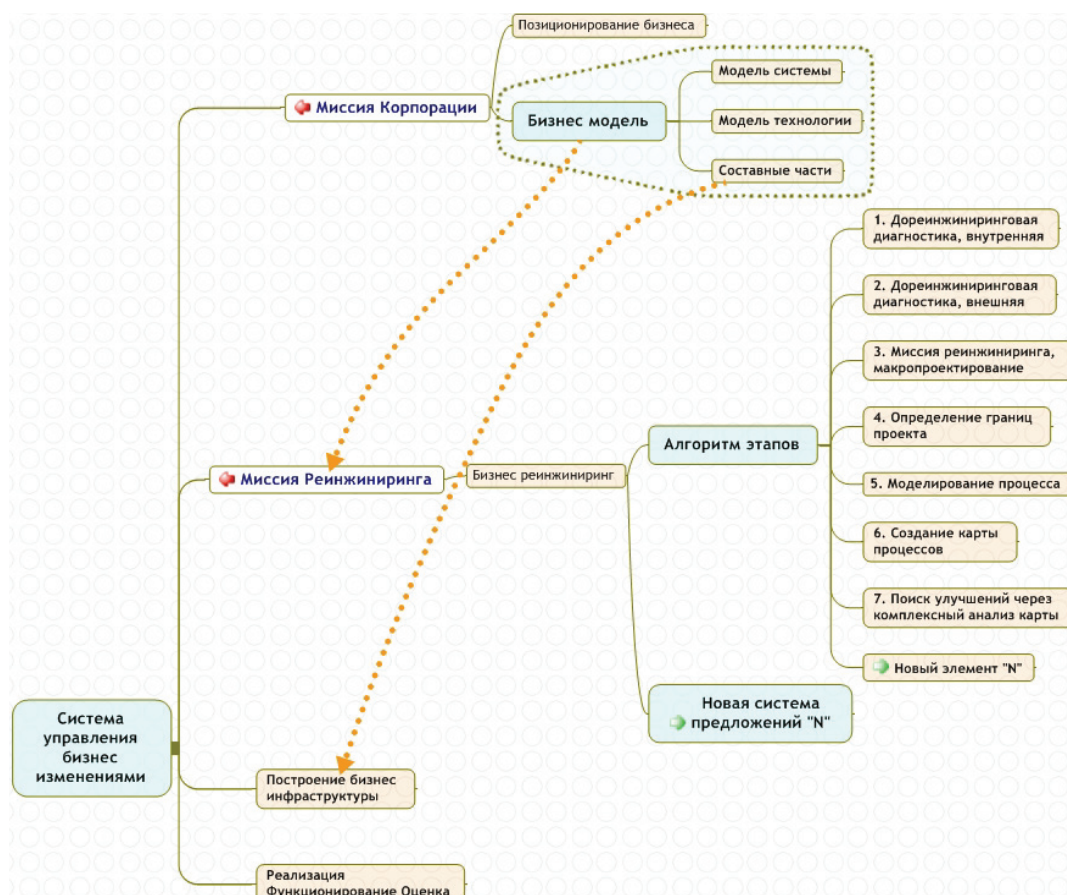 Позиционирование бизнеса
Миссия Корпорации
Бизнес модель
Модель системы
Модель технологии
Составные части
1. Дореинжиниринговая
диагностика, внутренняя
2. Дореинжиниринговая
диагностика, внешняя
3. Миссия реинжиниринга,
макропроектирование
4. Определение границ
проекта
5. Моделирование процесса
6. Создание карты
процессов
7. Поиск улучшений через
комплексный анализ карты
Новый элемент "N"
Алгоритм этапов
Миссия Реинжиниринга
Бизнес реинжиниринг
Новая система
предложений "N"
Система
управления
бизнес
изменениями
Построение бизнес
инфраструктуры
Реализация
Функционирование Оценка